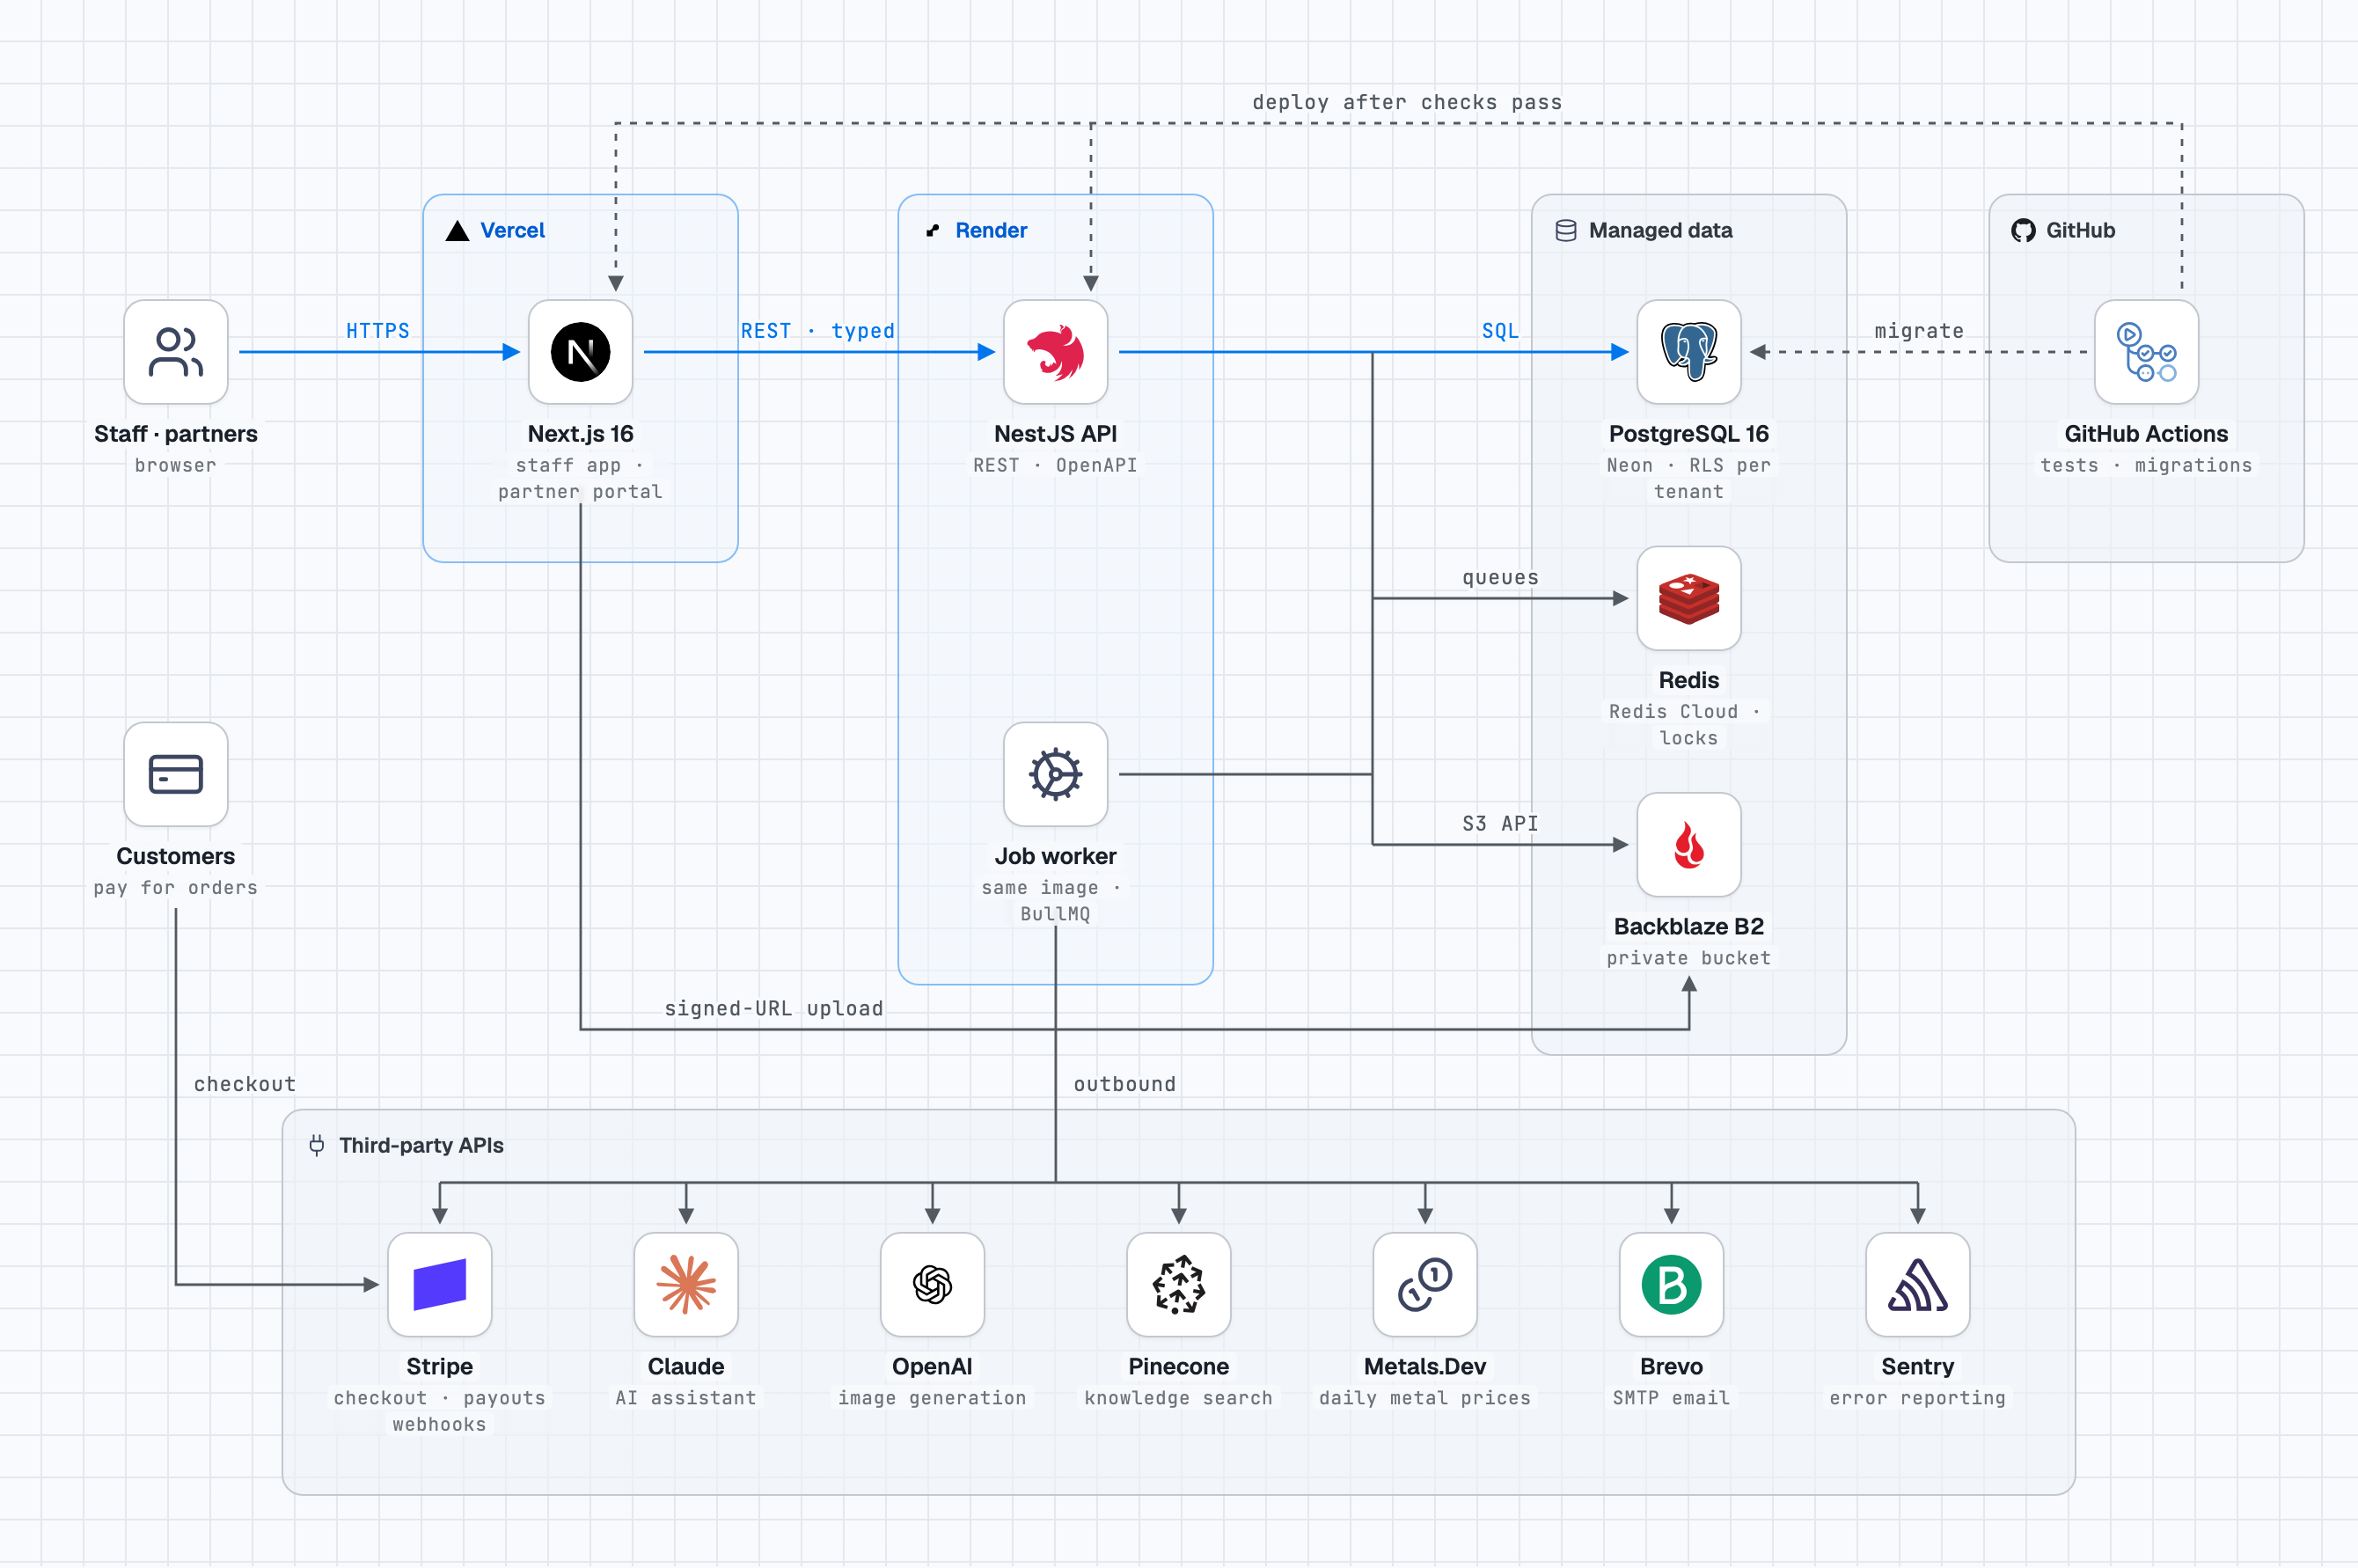 deploy after checks pass
Vercel
Render
Managed data
GitHub
HTTPS
REST · typed
SQL
migrate
Staff · partners
browser
Next.js 16
staff app ·
partner portal
NestJS API
REST · OpenAPI
PostgreSQL 16
Neon · RLS per
tenant
GitHub Actions
tests · migrations
queues
Redis
Redis Cloud ·
locks
Customers
pay for orders
Job worker
same image ·
BullMQ
S3 API
Backblaze B2
private bucket
signed-URL upload
checkout
outbound
Third-party APIs
Stripe
checkout · payouts
webhooks
Claude
AI assistant
OpenAI
image generation
Pinecone
knowledge search
Metals.Dev
daily metal prices
Brevo
SMTP email
Sentry
error reporting